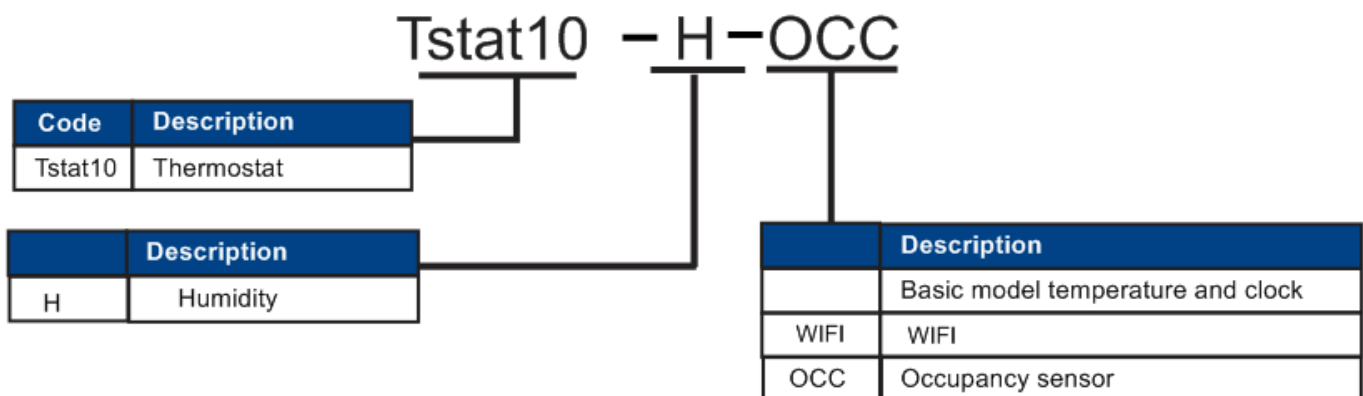 Tstat10 – H – OCC
Code Description
Tstat10 Thermostat
Description
H Humidity
Description
Basic model temperature and clock
WIFI WIFI
OCC Occupancy sensor